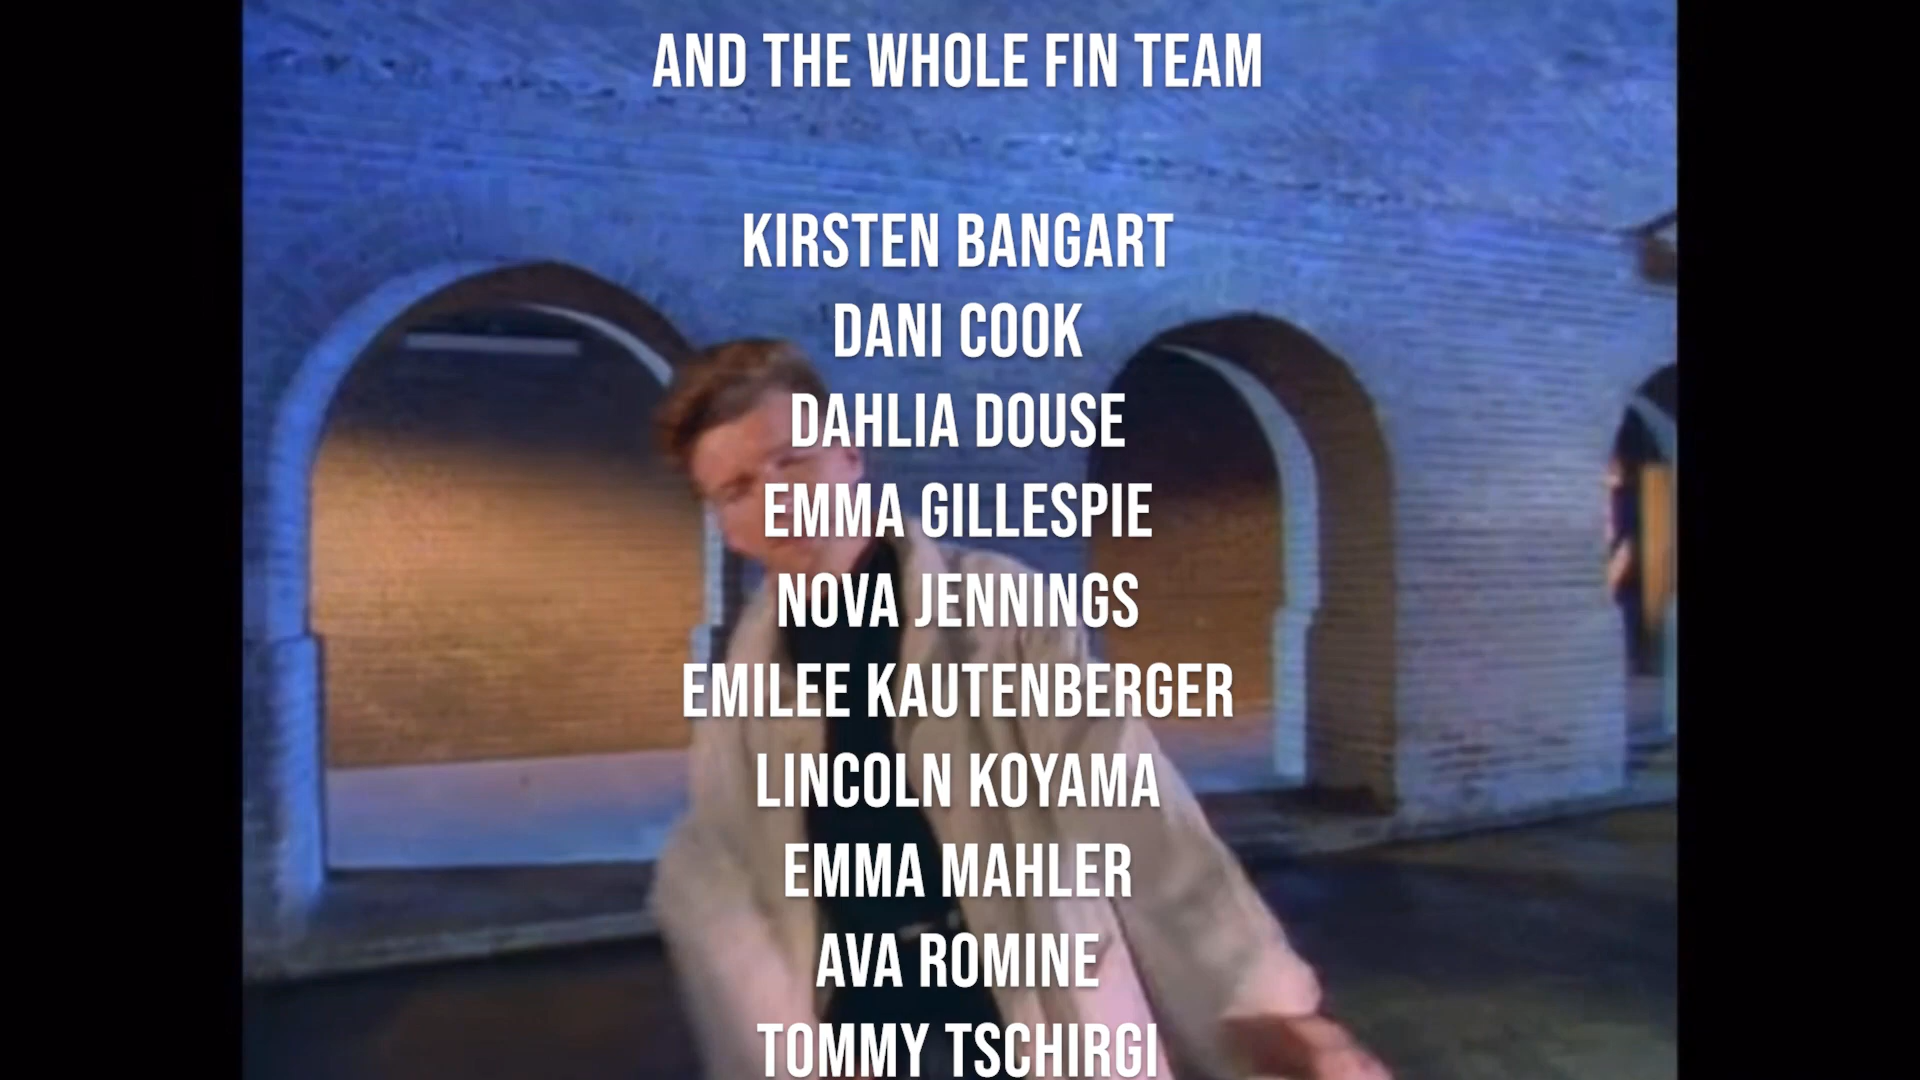 AND THE WHOLE FIN TEAM
KIRSTEN BANGART
DANI COOK
DAHLIA DOUSE
EMMA GILLESPIE
NOVA JENNINGS
EMILEE KAUTENBERGER
LINCOLN KOYAMA
EMMA MAHLER
AVA ROMINE
TOMMY TSCHIRGI